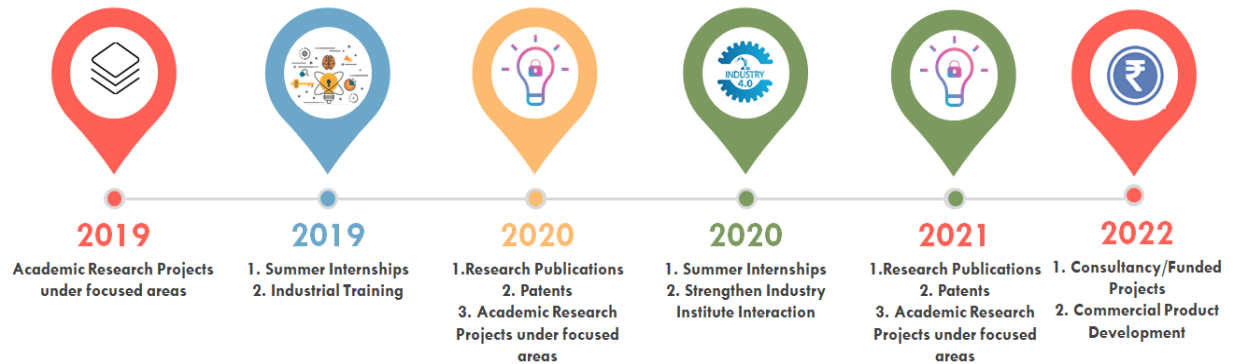 INDUSTRY
4.0
₹
2019
Academic Research Projects
under focused areas
2019
1. Summer Internships
2. Industrial Training
2020
1.Research Publications
2. Patents
3. Academic Research
Projects under focused
areas
2020
1. Summer Internships
2. Strengthen Industry
Institute Interaction
2021
1.Research Publications
2. Patents
3. Academic Research
Projects under focused
areas
2022
1. Consultancy/Funded
Projects
2. Commercial Product
Development